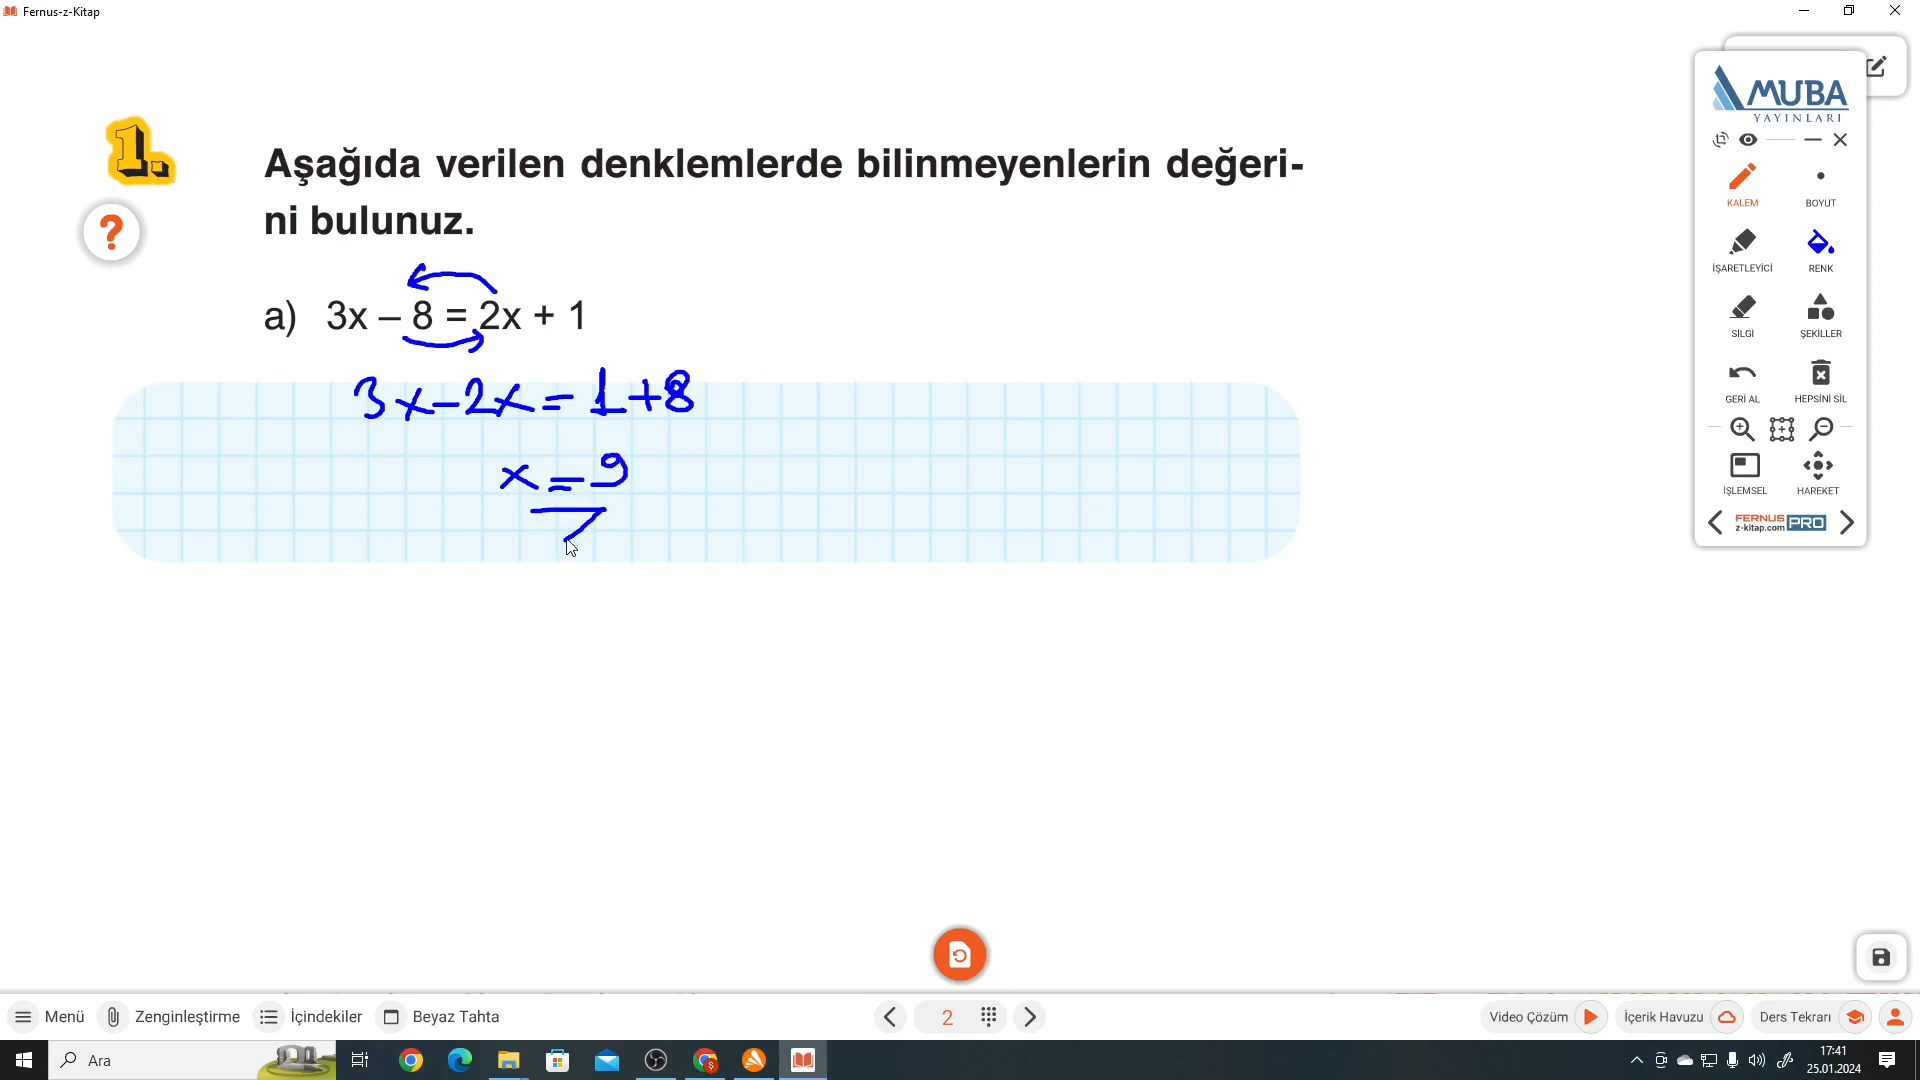 Fernus-z-Kitap
MUBA
YAYINLARI
1.
Aşağıda verilen denklemlerde bilinmeyenlerin değeri-
ni bulunuz.
?
a) 3x – 8 = 2x + 1
3x-2x=1+8
x=9
KALEM
BOYUT
İŞARETLEYİCİ
RENK
SİLGİ
ŞEKİLLER
GERİ AL
HEPSİNİ SİL
İŞLEMSEL
HAREKET
FERNUS PRO
z-kitap.com
Menü
Zenginleştirme
İçindekiler
Beyaz Tahta
2
Video Çözüm
İçerik Havuzu
Ders Tekrarı
Ara
17:41
25.01.2024